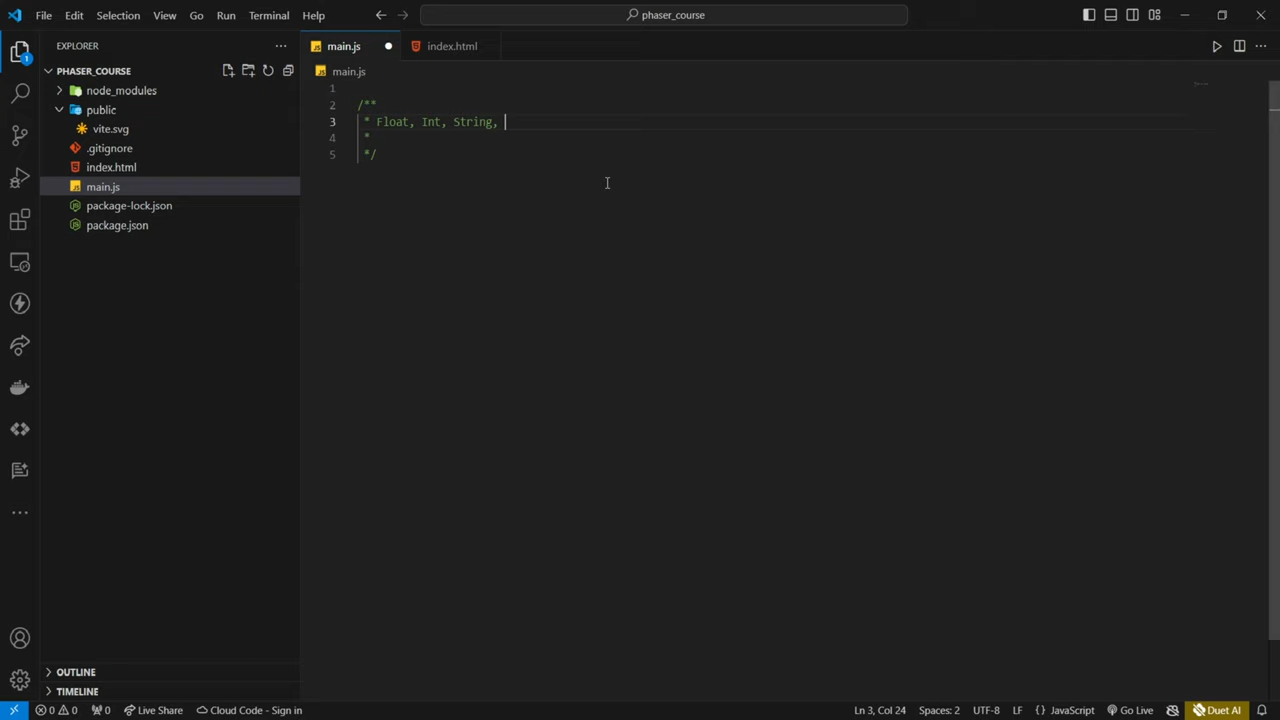 File Edit Selection View Go Run Terminal Help
phaser_course
EXPLORER
main.js
index.html
PHASER_COURSE
main.js
node_modules
public
vite.svg
.gitignore
index.html
main.js
package-lock.json
package.json
1
2 /**
3 * Float, Int, String,
4 *
5 */
OUTLINE
TIMELINE
0 0 0 Live Share Cloud Code - Sign in Ln 3, Col 24 Spaces: 2 UTF-8 LF {} JavaScript Go Live Duet AI